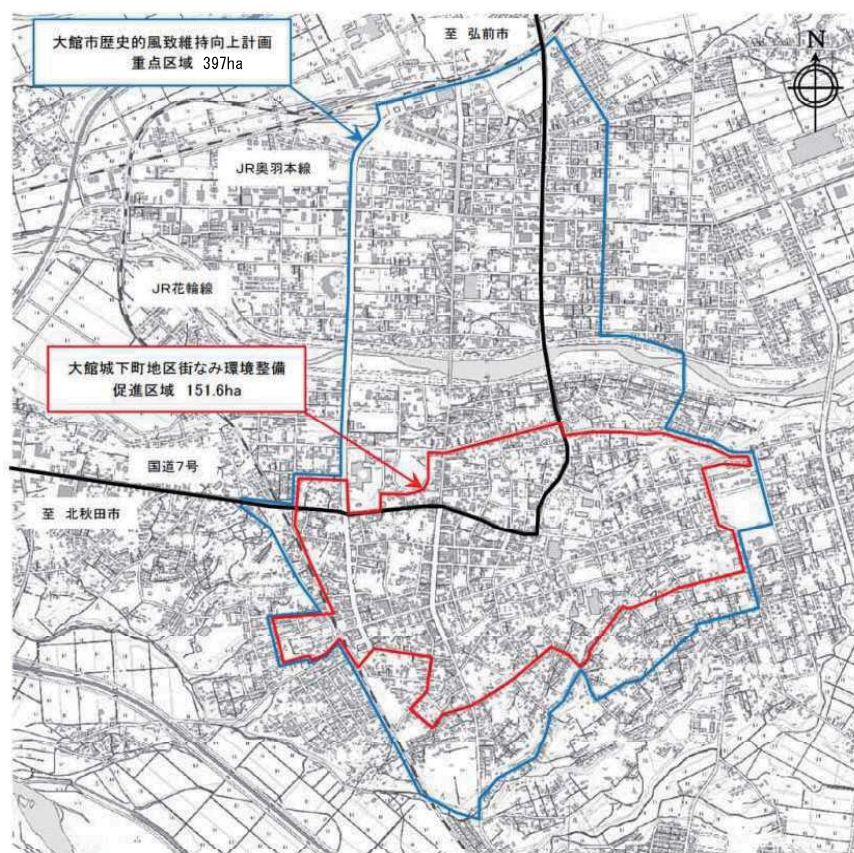 大館市歴史的風致維持向上計画
重点区域 397ha
至 弘前市
N
JR奥羽本線
JR花輪線
大館城下町地区街なみ環境整備
促進区域 151.6ha
国道7号
至 北秋田市